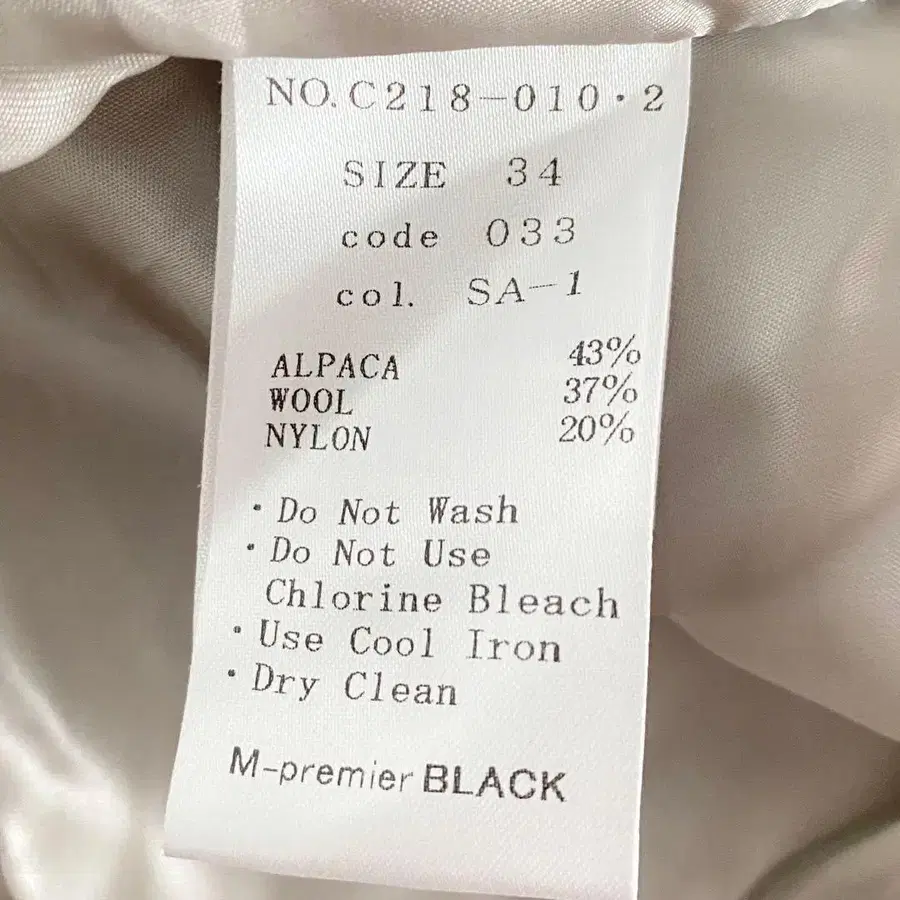 NO. C218-010・2
SIZE 34
code 033
col. SA-1
ALPACA 43%
WOOL 37%
NYLON 20%
・Do Not Wash
・Do Not Use
Chlorine Bleach
・Use Cool Iron
・Dry Clean
M-premier BLACK